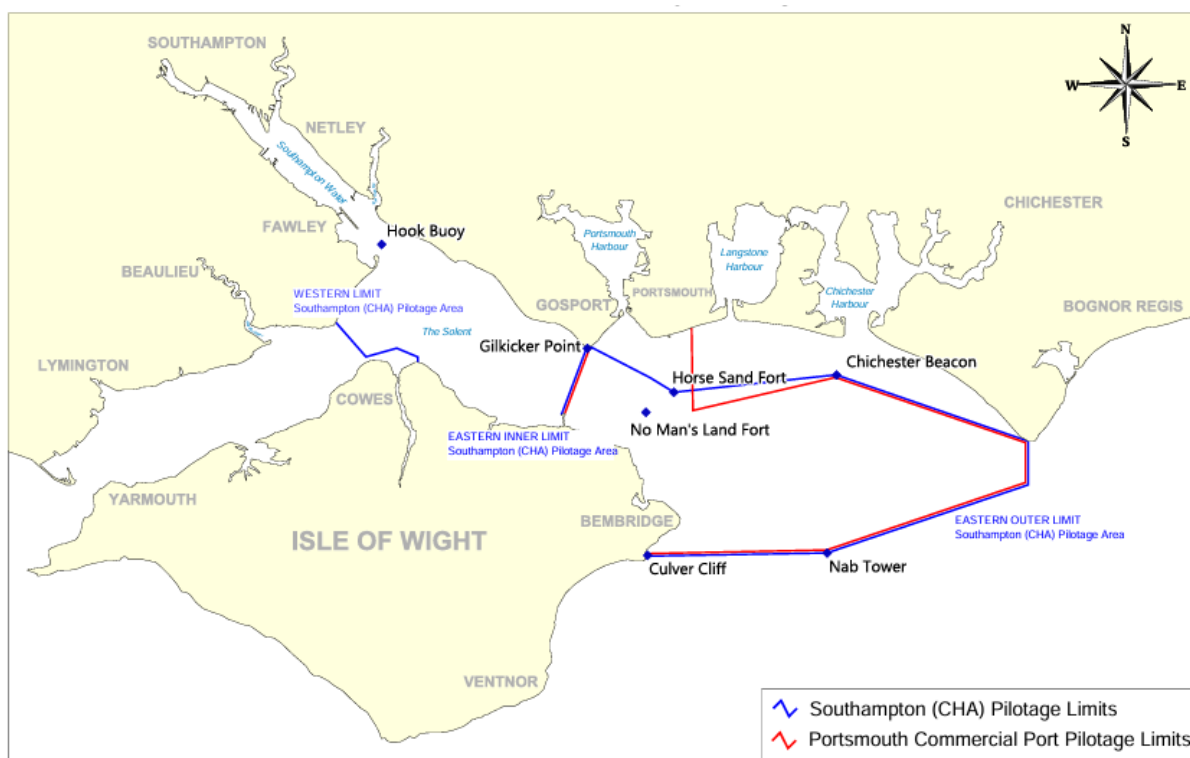 N
W
E
S
SOUTHAMPTON
NETLEY
Southampton Water
CHICHESTER
FAWLEY
Hook Buoy
Portsmouth
Harbour
Langstone
Harbour
BEAULIEU
WESTERN LIMIT
Southampton (CHA) Pilotage Area
GOSPORT
PORTSMOUTH
Chichester
Harbour
BOGNOR REGIS
The Solent
Gilkicker Point
LYMINGTON
Horse Sand Fort
Chichester Beacon
COWES
No Man's Land Fort
EASTERN INNER LIMIT
Southampton (CHA) Pilotage Area
YARMOUTH
BEMBRIDGE
ISLE OF WIGHT
EASTERN OUTER LIMIT
Southampton (CHA) Pilotage Area
Culver Cliff
Nab Tower
VENTNOR
Southampton (CHA) Pilotage Limits
Portsmouth Commercial Port Pilotage Limits